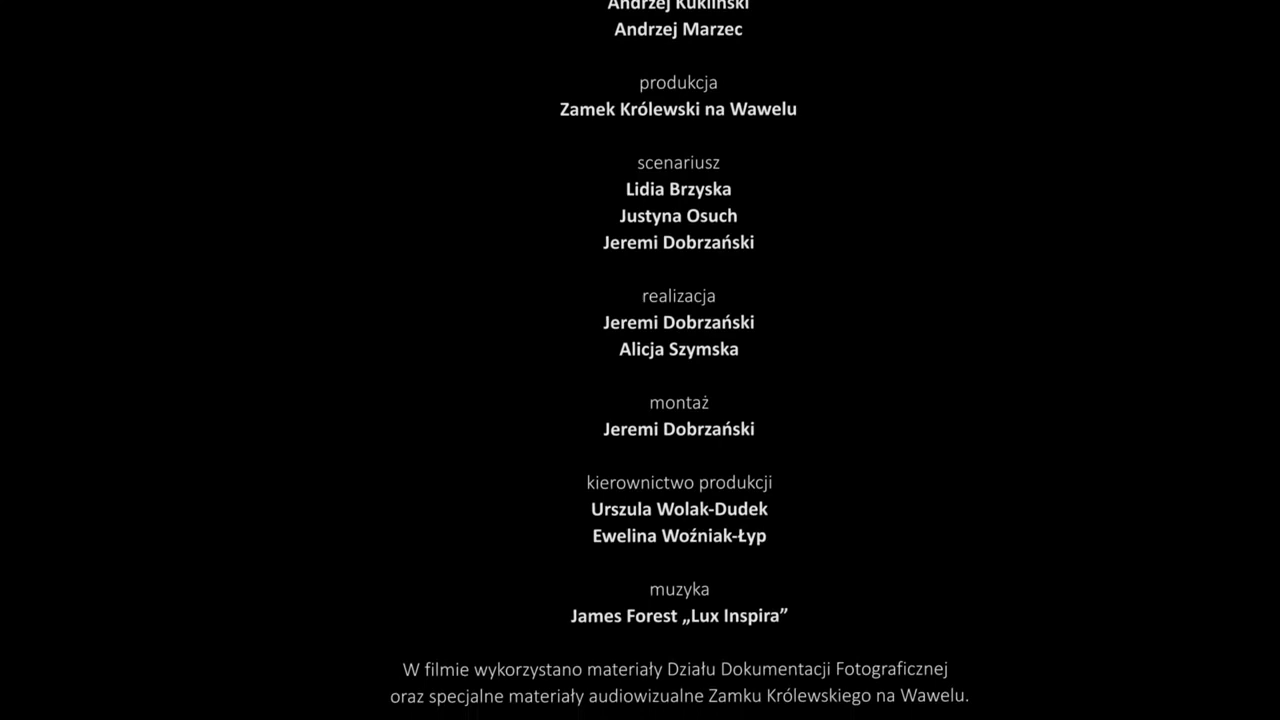 Andrzej Kukliński
Andrzej Marzec
produkcja
Zamek Królewski na Wawelu
scenariusz
Lidia Brzyska
Justyna Osuch
Jeremi Dobrzański
realizacja
Jeremi Dobrzański
Alicja Szymska
montaż
Jeremi Dobrzański
kierownictwo produkcji
Urszula Wolak-Dudek
Ewelina Woźniak-Łyp
muzyka
James Forest „Lux Inspira”
W filmie wykorzystano materiały Działu Dokumentacji Fotograficznej
oraz specjalne materiały audiowizualne Zamku Królewskiego na Wawelu.